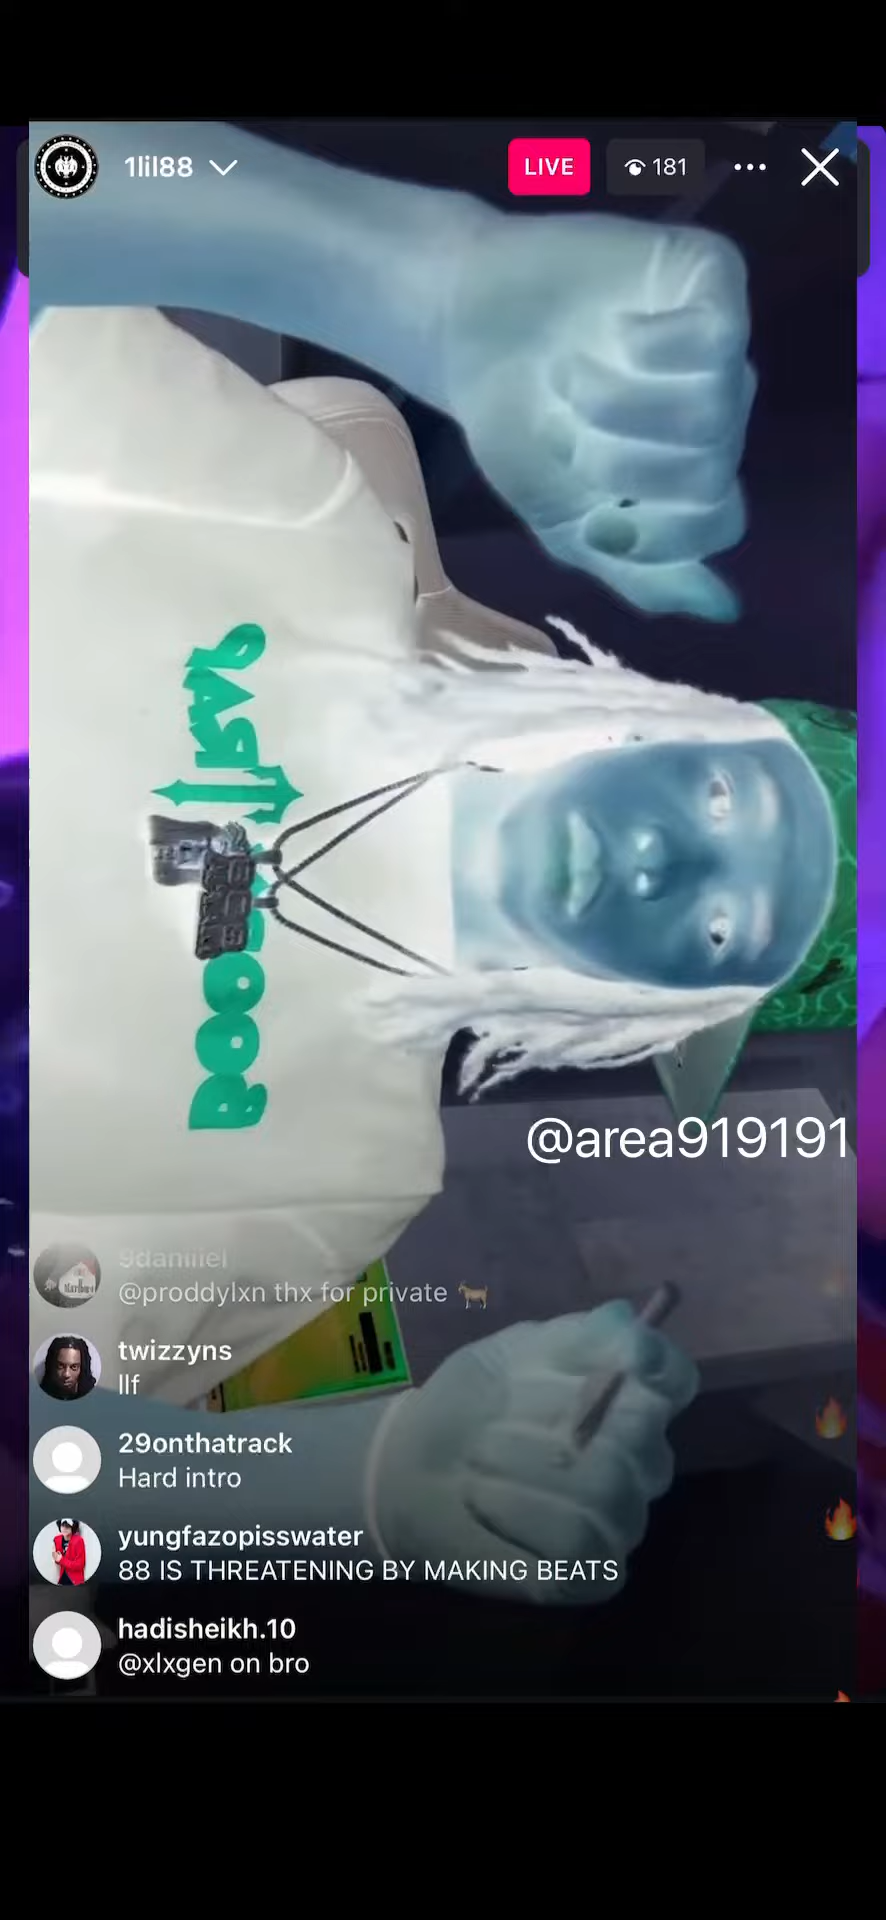 1lil88
LIVE
181
@area919191
9daniiiel
@proddylxn thx for private 🐐
twizzyns
llf
29onthatrack
Hard intro
yungfazopisswater
88 IS THREATENING BY MAKING BEATS
hadisheikh.10
@xlxgen on bro